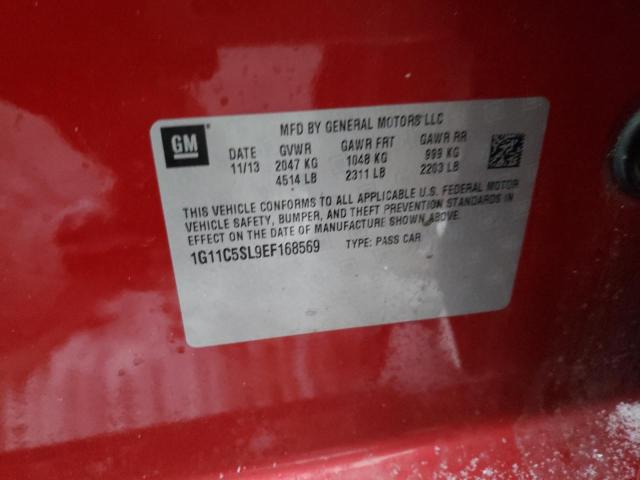 MFD BY GENERAL MOTORS LLC
GM
DATE GVWR GAWR FRT GAWR RR
11/13 2047 KG 1048 KG 999 KG
4514 LB 2311 LB 2203 LB
THIS VEHICLE CONFORMS TO ALL APPLICABLE U.S. FEDERAL MOTOR
VEHICLE SAFETY, BUMPER, AND THEFT PREVENTION STANDARDS IN
EFFECT ON THE DATE OF MANUFACTURE SHOWN ABOVE.
1G11C5SL9EF168569 TYPE: PASS CAR